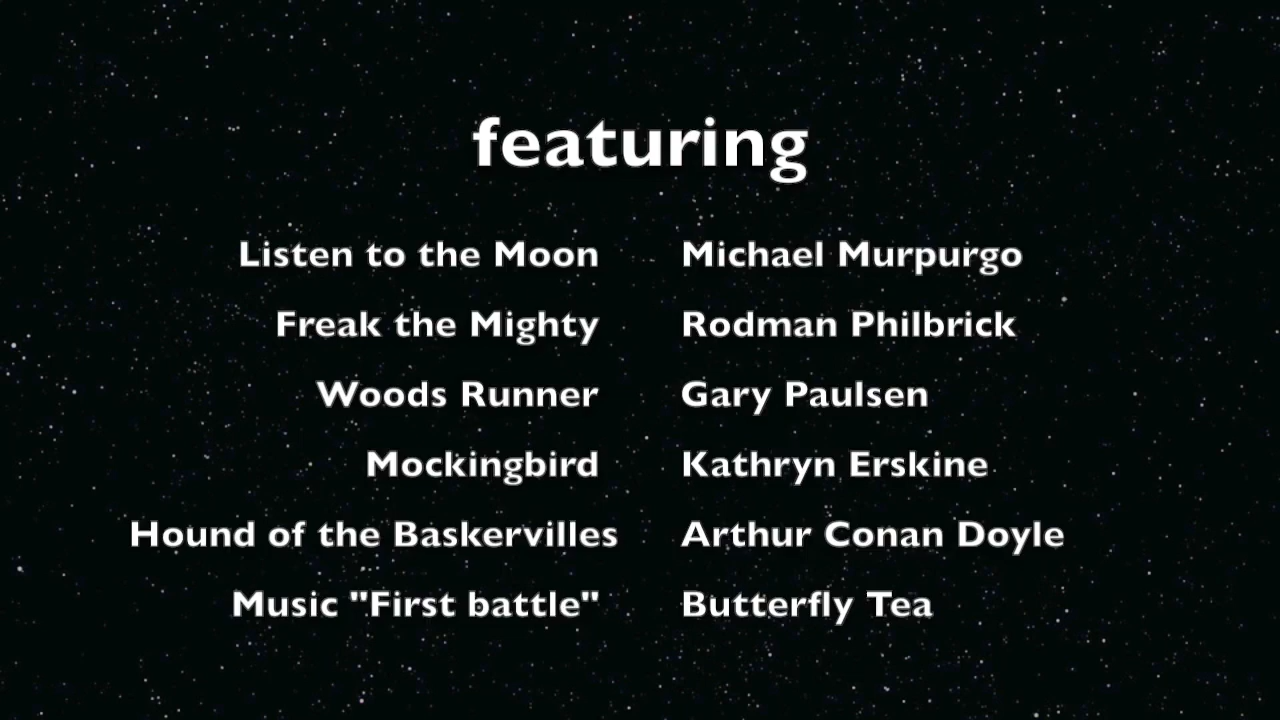 featuring
Listen to the Moon Michael Murpurgo
Freak the Mighty Rodman Philbrick
Woods Runner Gary Paulsen
Mockingbird Kathryn Erskine
Hound of the Baskervilles Arthur Conan Doyle
Music "First battle" Butterfly Tea